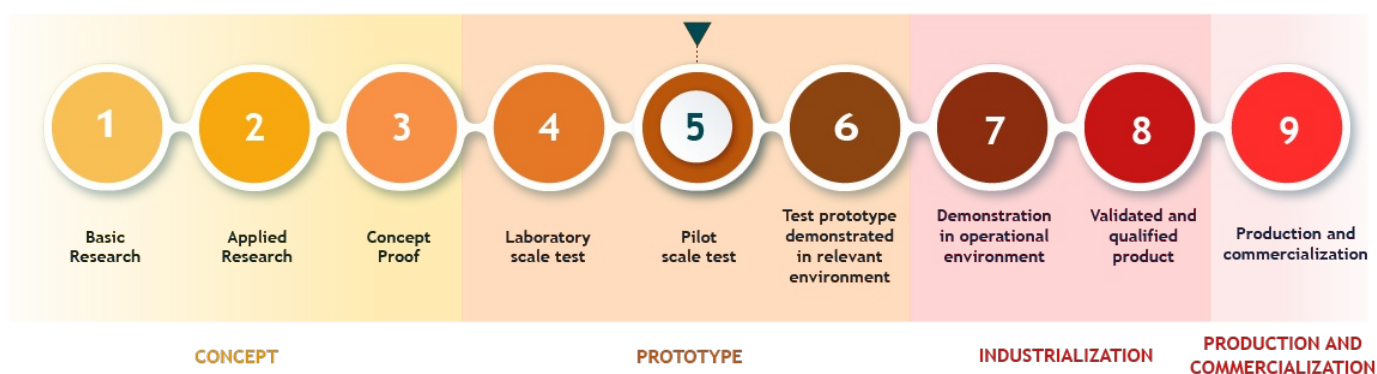 1
2
3
4
5
6
7
8
9
Basic
Research
Applied
Research
Concept
Proof
Laboratory
scale test
Pilot
scale test
Test prototype
demonstrated
in relevant
environment
Demonstration
in operational
environment
Validated and
qualified
product
Production and
commercialization
CONCEPT
PROTOTYPE
INDUSTRIALIZATION
PRODUCTION AND
COMMERCIALIZATION